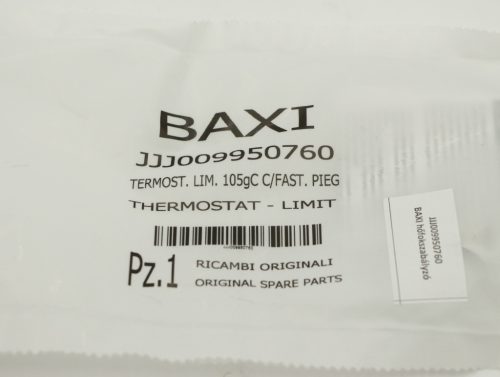 BAXI
JJJ009950760
TERMOST. LIM. 105gC C/FAST. PIEG
THERMOSTAT - LIMIT
JJJ009950760
Pz.1
RICAMBI ORIGINALI
ORIGINAL SPARE PARTS
JJJ009950760
BAXI hőfokszabályzó